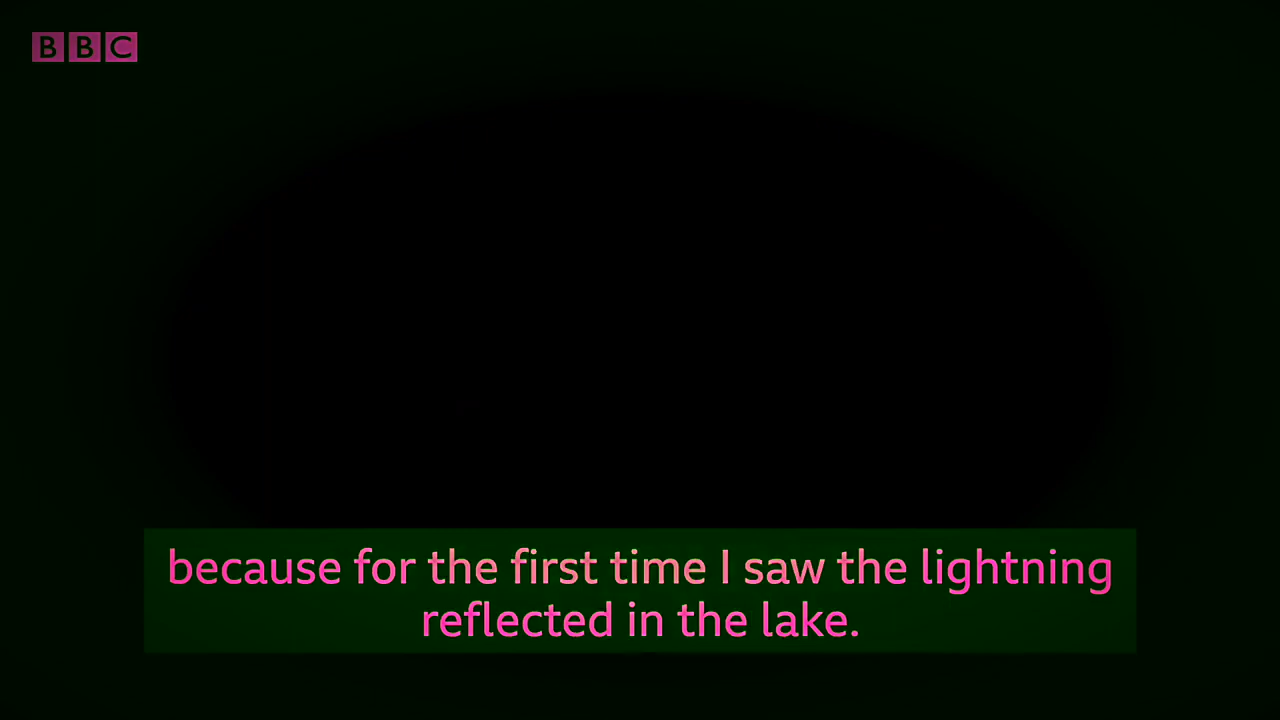 BBC
because for the first time I saw the lightning
reflected in the lake.